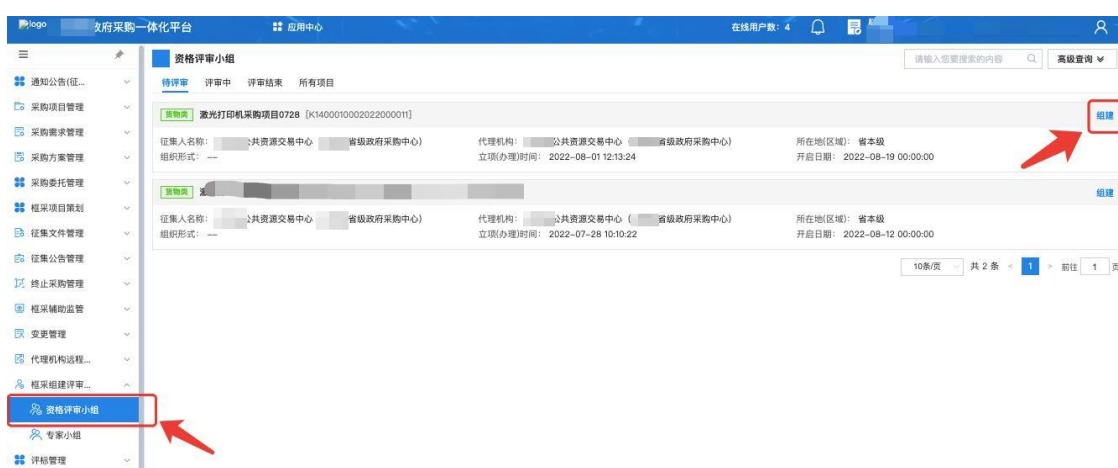 logo 政府采购一体化平台 应用中心 在线用户数：4
资格评审小组 请输入您要搜索的内容 高级查询
待评审 评审中 评审结束 所有项目
货物类 激光打印机采购项目0728 [K1400010002022000011] 组建
征集人名称： 共资源交易中心 省级政府采购中心) 代理机构： 公共资源交易中心 省级政府采购中心) 所在地(区域)： 省本级
组织形式： -- 立项(办理)时间： 2022-08-01 12:13:24 开启日期： 2022-08-19 00:00:00
货物类 组建
征集人名称： 共资源交易中心 省级政府采购中心) 代理机构： 公共资源交易中心 ( 省级政府采购中心) 所在地(区域)： 省本级
组织形式： -- 立项(办理)时间： 2022-07-28 10:10:22 开启日期： 2022-08-12 00:00:00
10条/页 共 2 条 < 1 > 前往 1 页
通知公告(征...
采购项目管理
采购需求管理
采购方案管理
采购委托管理
框采项目策划
征集文件管理
征集公告管理
终止采购管理
框采辅助监管
变更管理
代理机构远程...
框采组建评审...
资格评审小组
专家小组
评标管理